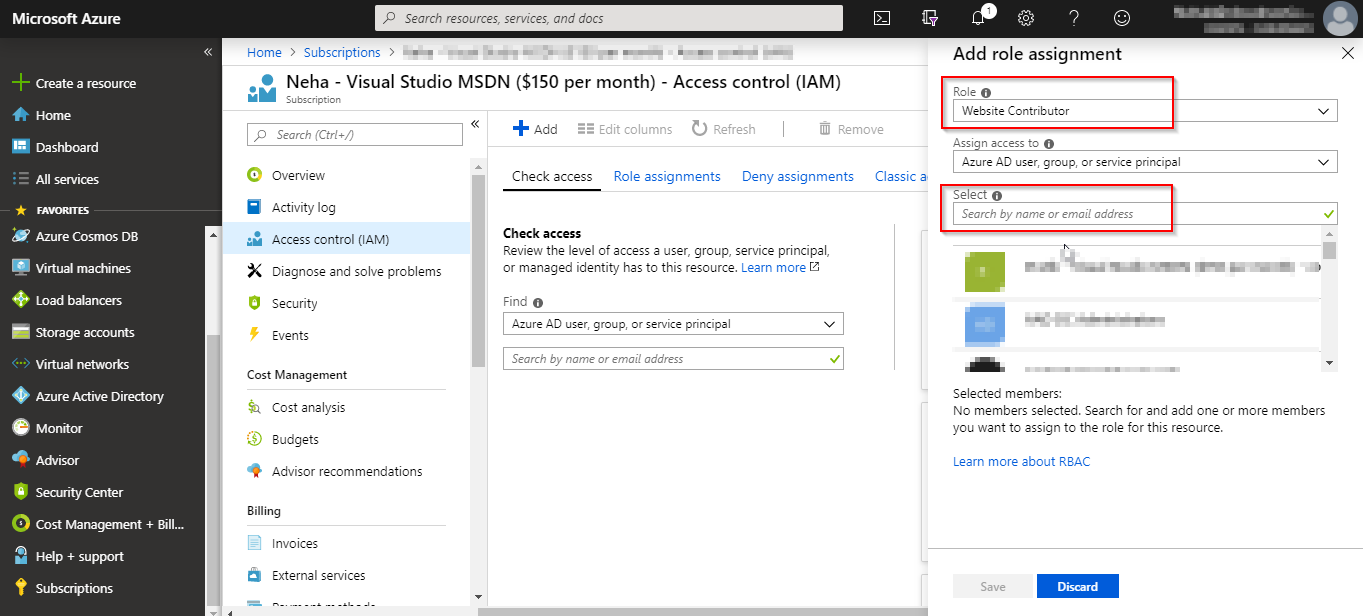 Microsoft Azure
Search resources, services, and docs
1
Create a resource
Home
Dashboard
All services
FAVORITES
Azure Cosmos DB
Virtual machines
Load balancers
Storage accounts
Virtual networks
Azure Active Directory
Monitor
Advisor
Security Center
Cost Management + Bill...
Help + support
Subscriptions
Home > Subscriptions >
Neha - Visual Studio MSDN ($150 per month) - Access control (IAM)
Subscription
Search (Ctrl+/)
Overview
Activity log
Access control (IAM)
Diagnose and solve problems
Security
Events
Cost Management
Cost analysis
Budgets
Advisor recommendations
Billing
Invoices
External services
Payment methods
Add Edit columns Refresh Remove
Check access Role assignments Deny assignments Classic a
Check access
Review the level of access a user, group, service principal,
or managed identity has to this resource. Learn more
Find
Azure AD user, group, or service principal
Search by name or email address
Add role assignment
Role
Website Contributor
Assign access to
Azure AD user, group, or service principal
Select
Search by name or email address
Selected members:
No members selected. Search for and add one or more members
you want to assign to the role for this resource.
Learn more about RBAC
Save Discard